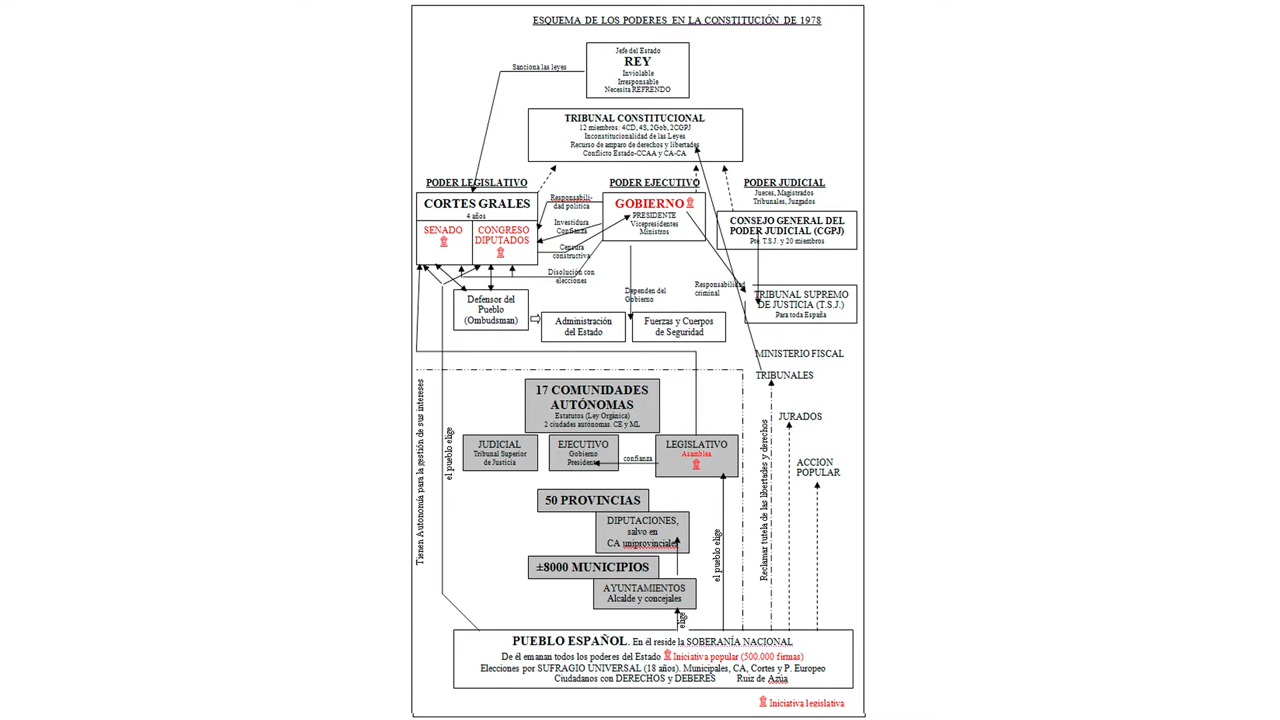 ESQUEMA DE LOS PODERES EN LA CONSTITUCIÓN DE 1978
Jefe del Estado
REY
Inviolable
Irresponsable
Necesita REFRENDO
Sanciona las leyes
TRIBUNAL CONSTITUCIONAL
12 miembros: 4CD, 4S, 2Gob, 2CGPJ
Inconstitucionalidad de las Leyes
Recurso de amparo de derechos y libertades
Conflicto Estado-CCAA y CA-CA
PODER LEGISLATIVO
CORTES GRALES
4 años
SENADO
CONGRESO
DIPUTADOS
Responsabili-
dad política
Investidura
Confianza
Censura
constructiva
Disolución con
elecciones
PODER EJECUTIVO
GOBIERNO
PRESIDENTE
Vicepresidentes
Ministros
PODER JUDICIAL
Jueces, Magistrados
Tribunales, Juzgados
CONSEJO GENERAL DEL
PODER JUDICIAL (CGPJ)
Pte. T.S.J. y 20 miembros
Defensor del
Pueblo
(Ombudsman)
Dependen del
Gobierno
Responsabilidad
criminal
TRIBUNAL SUPREMO
DE JUSTICIA (T.S.J.)
Para toda España
Administración
del Estado
Fuerzas y Cuerpos
de Seguridad
MINISTERIO FISCAL
TRIBUNALES
JURADOS
ACCION
POPULAR
Tienen Autonomía para la gestión de sus intereses
el pueblo elige
17 COMUNIDADES
AUTÓNOMAS
Estatutos (Ley Orgánica)
2 ciudades autónomas. CE y ML
JUDICIAL
Tribunal Superior
de Justicia
EJECUTIVO
Gobierno
Presidente
confianza
LEGISLATIVO
Asamblea
50 PROVINCIAS
DIPUTACIONES,
salvo en
CA uniprovinciales
±8000 MUNICIPIOS
AYUNTAMIENTOS
Alcalde y concejales
elige
el pueblo elige
Reclamar tutela de las libertades y derechos
PUEBLO ESPAÑOL. En él reside la SOBERANÍA NACIONAL
De él emanan todos los poderes del Estado Iniciativa popular (500.000 firmas)
Elecciones por SUFRAGIO UNIVERSAL (18 años). Municipales, CA, Cortes y P. Europeo
Ciudadanos con DERECHOS y DEBERES Ruiz de Azúa
Iniciativa legislativa